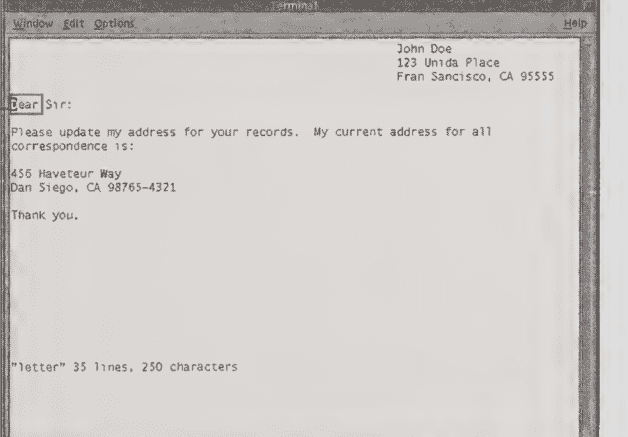 Terminal
Window Edit Options Help
John Doe
123 Unida Place
Fran Sancisco, CA 95555
Dear Sir:
Please update my address for your records. My current address for all
correspondence is:
456 Haveteur Way
Dan Siego, CA 98765-4321
Thank you.
"letter" 35 lines, 250 characters